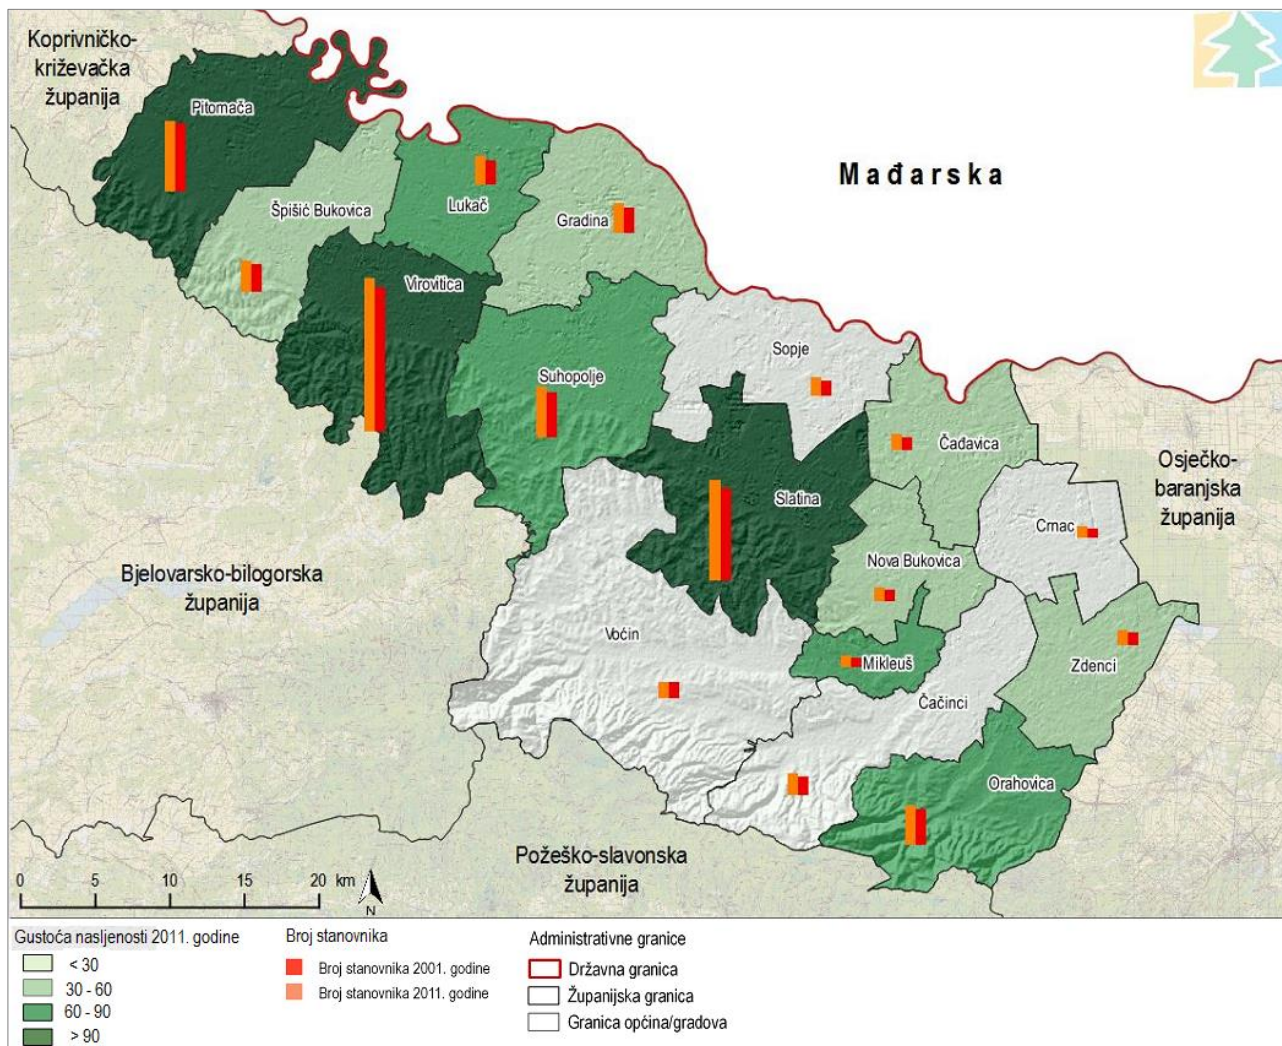 Koprivničko-
križevačka
županija
Pitomača
Mađarska
Špišić Bukovica
Lukač
Gradina
Virovitica
Sopje
Suhopolje
Čađavica
Osječko-
baranjska
županija
Slatina
Crnac
Nova Bukovica
Bjelovarsko-bilogorska
županija
Voćin
Mikleuš
Zdenci
Čačinci
Orahovica
Požeško-slavonska
županija
0 5 10 15 20 km
N
Gustoća nasljenosti 2011. godine
< 30
30 - 60
60 - 90
> 90
Broj stanovnika
Broj stanovnika 2001. godine
Broj stanovnika 2011. godine
Administrativne granice
Državna granica
Županijska granica
Granica općina/gradova